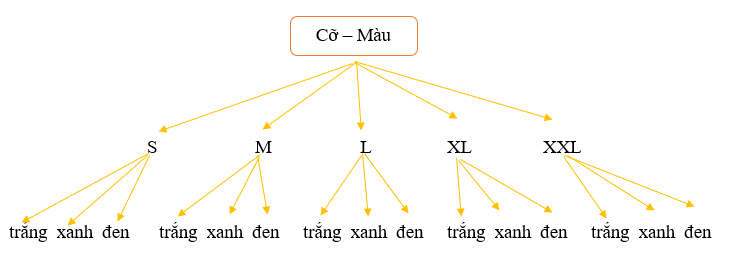 Cỡ – Màu
S M L XL XXL
trắng xanh đen trắng xanh đen trắng xanh đen trắng xanh đen trắng xanh đen